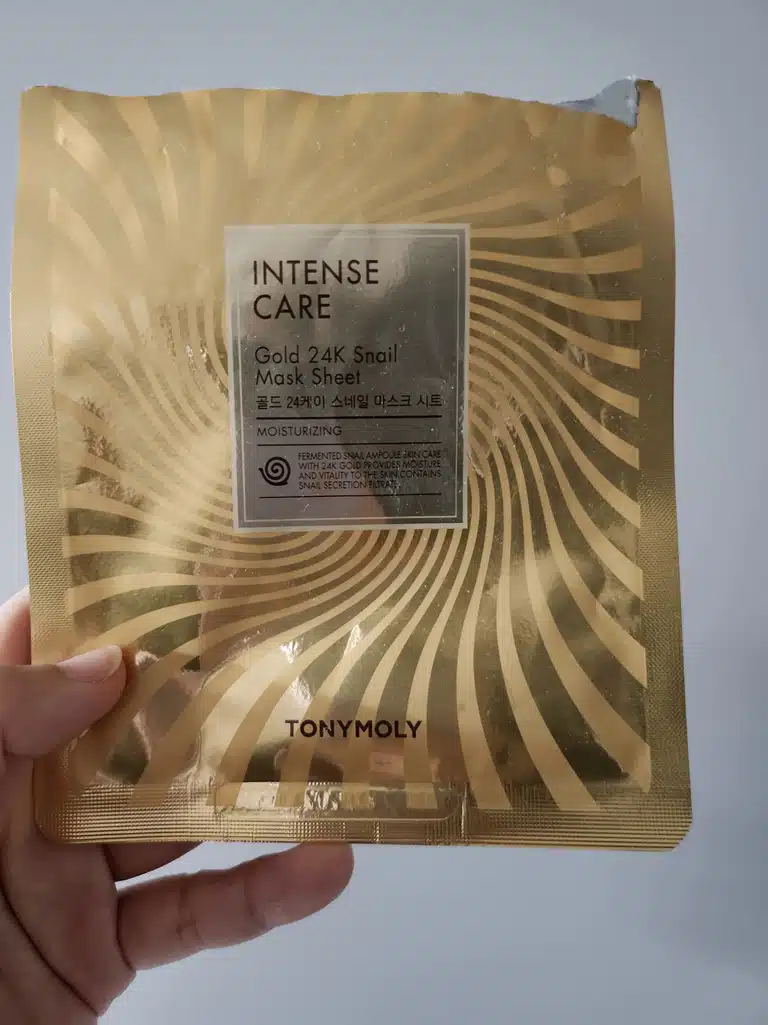 INTENSE
CARE
Gold 24K Snail
Mask Sheet
골드 24케이 스네일 마스크 시트
MOISTURIZING
FERMENTED SNAIL AMPOULE SKIN CARE
WITH 24K GOLD PROVIDES MOISTURE
AND VITALITY TO THE SKIN.CONTAINS
SNAIL SECRETION FILTRATE
TONYMOLY